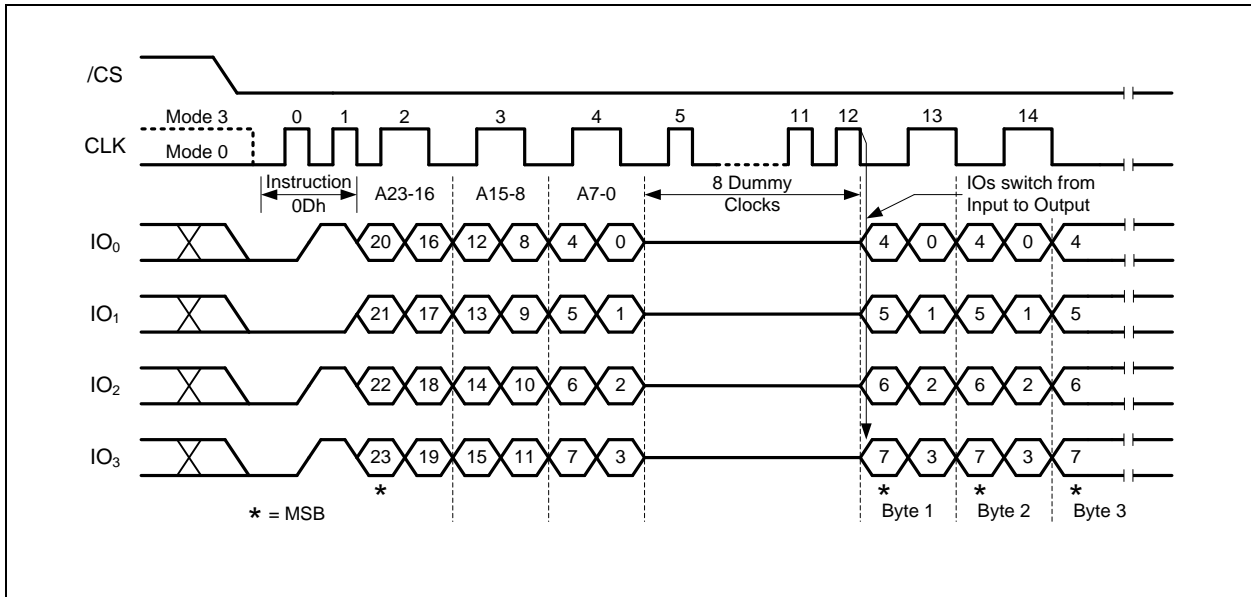 /CS
Mode 3 0 1 2 3 4 5 11 12 13 14
CLK
Mode 0
Instruction 0Dh A23-16 A15-8 A7-0 8 Dummy Clocks IOs switch from Input to Output
IO0 20 16 12 8 4 0 4 0 4 0 4
IO1 21 17 13 9 5 1 5 1 5 1 5
IO2 22 18 14 10 6 2 6 2 6 2 6
IO3 23 19 15 11 7 3 7 3 7 3 7
* * * *
* = MSB Byte 1 Byte 2 Byte 3